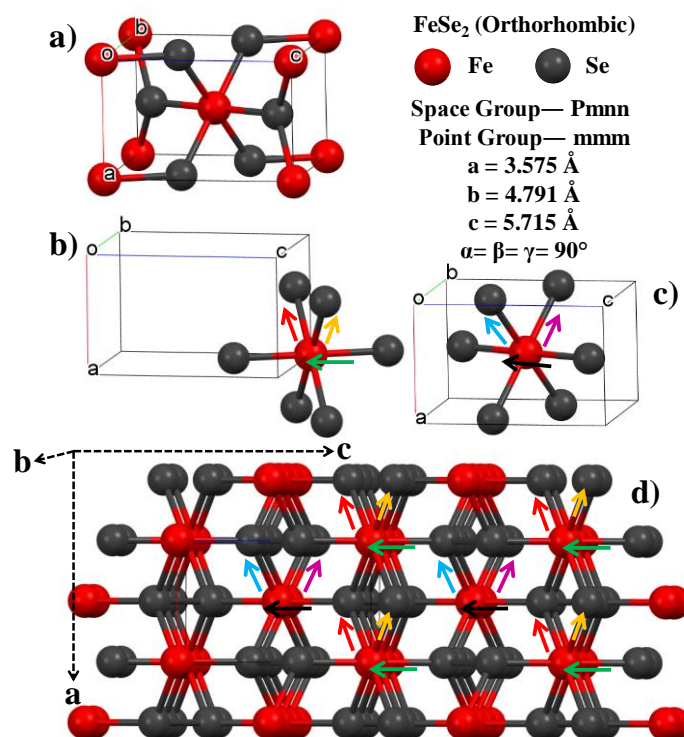 a)
b
o
c
a
FeSe₂ (Orthorhombic)
Fe
Se
Space Group— Pmnn
Point Group— mmm
a = 3.575 Å
b = 4.791 Å
c = 5.715 Å
α= β= γ= 90°
b)
b
o
c
a
c)
b
o
c
a
d)
b
c
a